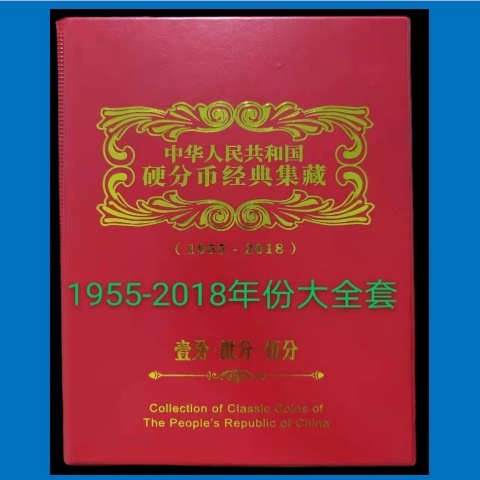 中华人民共和国
硬分币经典集藏
(1955-2018)
1955-2018年份大全套
壹分·贰分·伍分
Collection of Classic Coins of
The People's Republic of China